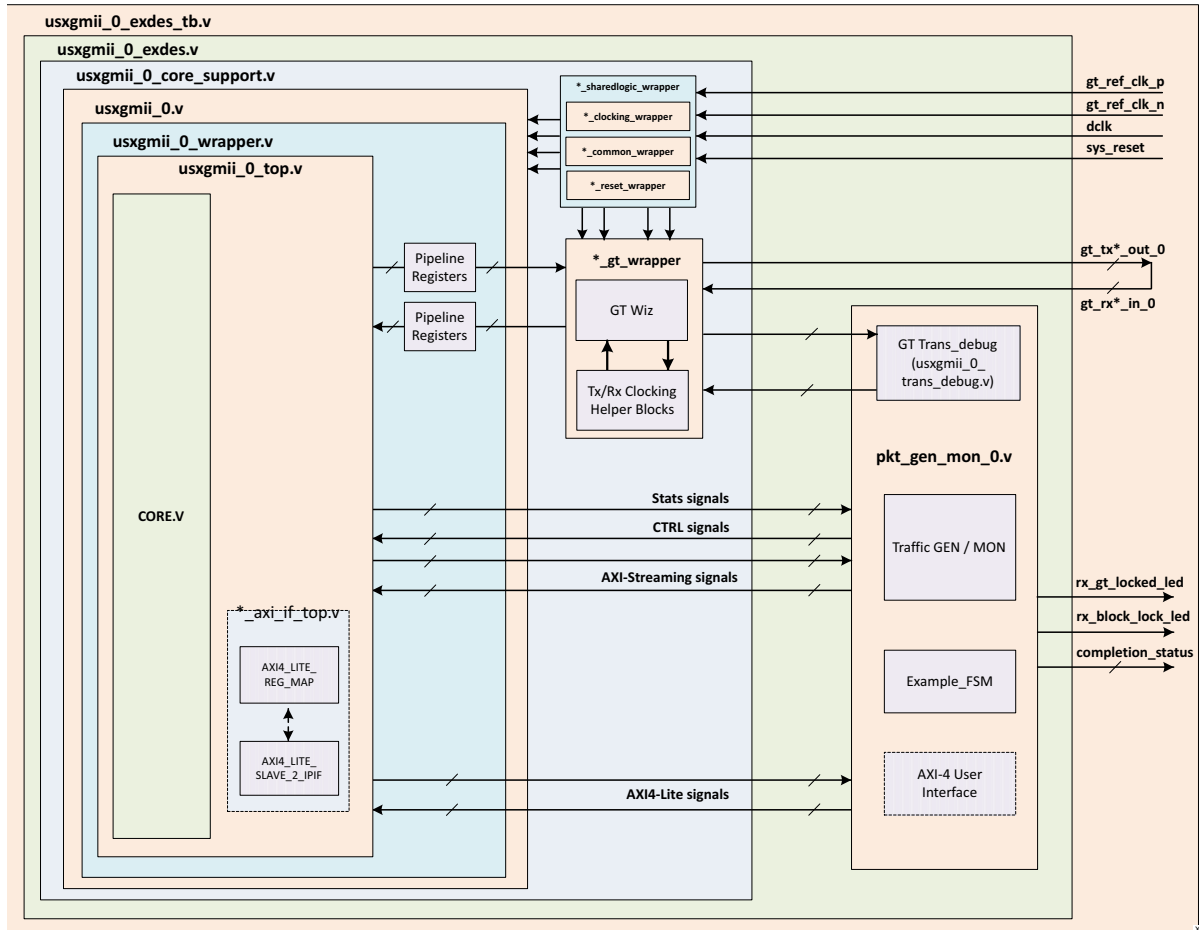 usxgmii_0_exdes_tb.v
usxgmii_0_exdes.v
usxgmii_0_core_support.v
usxgmii_0.v
usxgmii_0_wrapper.v
usxgmii_0_top.v
CORE.V
*_axi_if_top.v
AXI4_LITE_
REG_MAP
AXI4_LITE_
SLAVE_2_IPIF
Pipeline
Registers
Pipeline
Registers
*_sharedlogic_wrapper
*_clocking_wrapper
*_common_wrapper
*_reset_wrapper
*_gt_wrapper
GT Wiz
Tx/Rx Clocking
Helper Blocks
Stats signals
CTRL signals
AXI-Streaming signals
AXI4-Lite signals
GT Trans_debug
(usxgmii_0_
trans_debug.v)
pkt_gen_mon_0.v
Traffic GEN / MON
Example_FSM
AXI-4 User
Interface
gt_ref_clk_p
gt_ref_clk_n
dclk
sys_reset
gt_tx*_out_0
gt_rx*_in_0
rx_gt_locked_led
rx_block_lock_led
completion_status